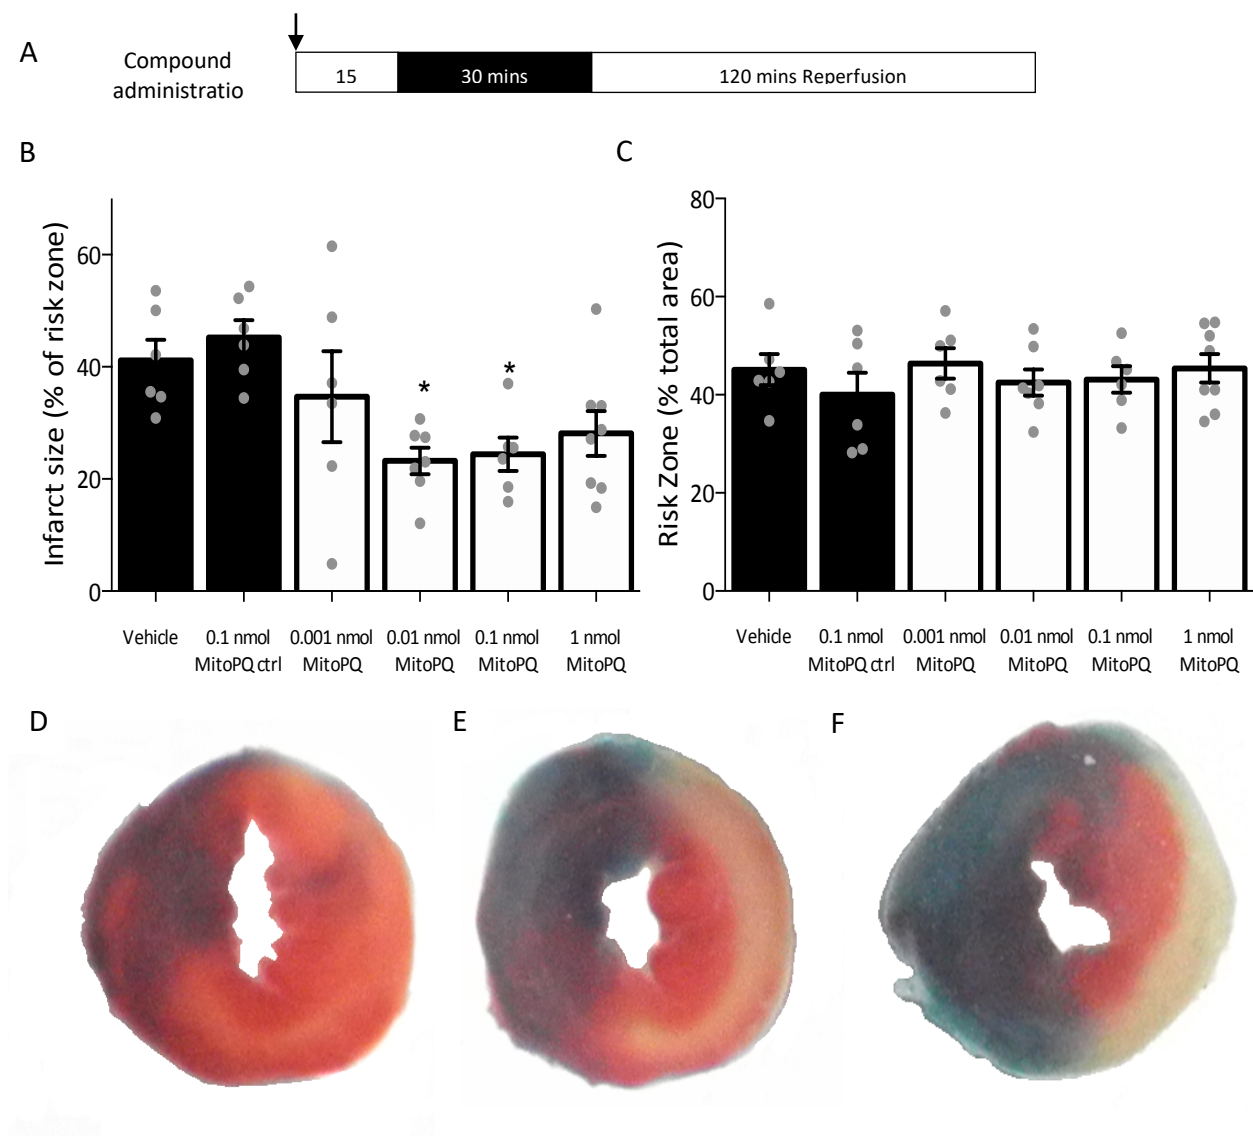 A
Compound
administratio
15
30 mins
120 mins Reperfusion
B
C
Infarct size (% of risk zone)
60
40
20
0
*
*
Vehicle
0.1 nmol
MitoPQ ctrl
0.001 nmol
MitoPQ
0.01 nmol
MitoPQ
0.1 nmol
MitoPQ
1 nmol
MitoPQ
Risk Zone (% total area)
80
60
40
20
0
Vehicle
0.1 nmol
MitoPQ ctrl
0.001 nmol
MitoPQ
0.01 nmol
MitoPQ
0.1 nmol
MitoPQ
1 nmol
MitoPQ
D
E
F